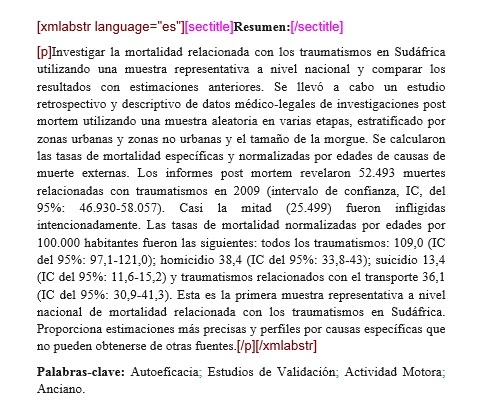 [xmlabstr language="es"][sectitle]Resumen:[/sectitle]
[p]Investigar la mortalidad relacionada con los traumatismos en Sudáfrica
utilizando una muestra representativa a nivel nacional y comparar los
resultados con estimaciones anteriores. Se llevó a cabo un estudio
retrospectivo y descriptivo de datos médico-legales de investigaciones post
mortem utilizando una muestra aleatoria en varias etapas, estratificado por
zonas urbanas y zonas no urbanas y el tamaño de la morgue. Se calcularon
las tasas de mortalidad específicas y normalizadas por edades de causas de
muerte externas. Los informes post mortem revelaron 52.493 muertes
relacionadas con traumatismos en 2009 (intervalo de confianza, IC, del
95%: 46.930-58.057). Casi la mitad (25.499) fueron infligidas
intencionadamente. Las tasas de mortalidad normalizadas por edades por
100.000 habitantes fueron las siguientes: todos los traumatismos: 109,0 (IC
del 95%: 97,1-121,0); homicidio 38,4 (IC del 95%: 33,8-43); suicidio 13,4
(IC del 95%: 11,6-15,2) y traumatismos relacionados con el transporte 36,1
(IC del 95%: 30,9-41,3). Esta es la primera muestra representativa a nivel
nacional de mortalidad relacionada con los traumatismos en Sudáfrica.
Proporciona estimaciones más precisas y perfiles por causas específicas que
no pueden obtenerse de otras fuentes.[/p][/xmlabstr]
Palabras-clave: Autoeficacia; Estudios de Validación; Actividad Motora;
Anciano.